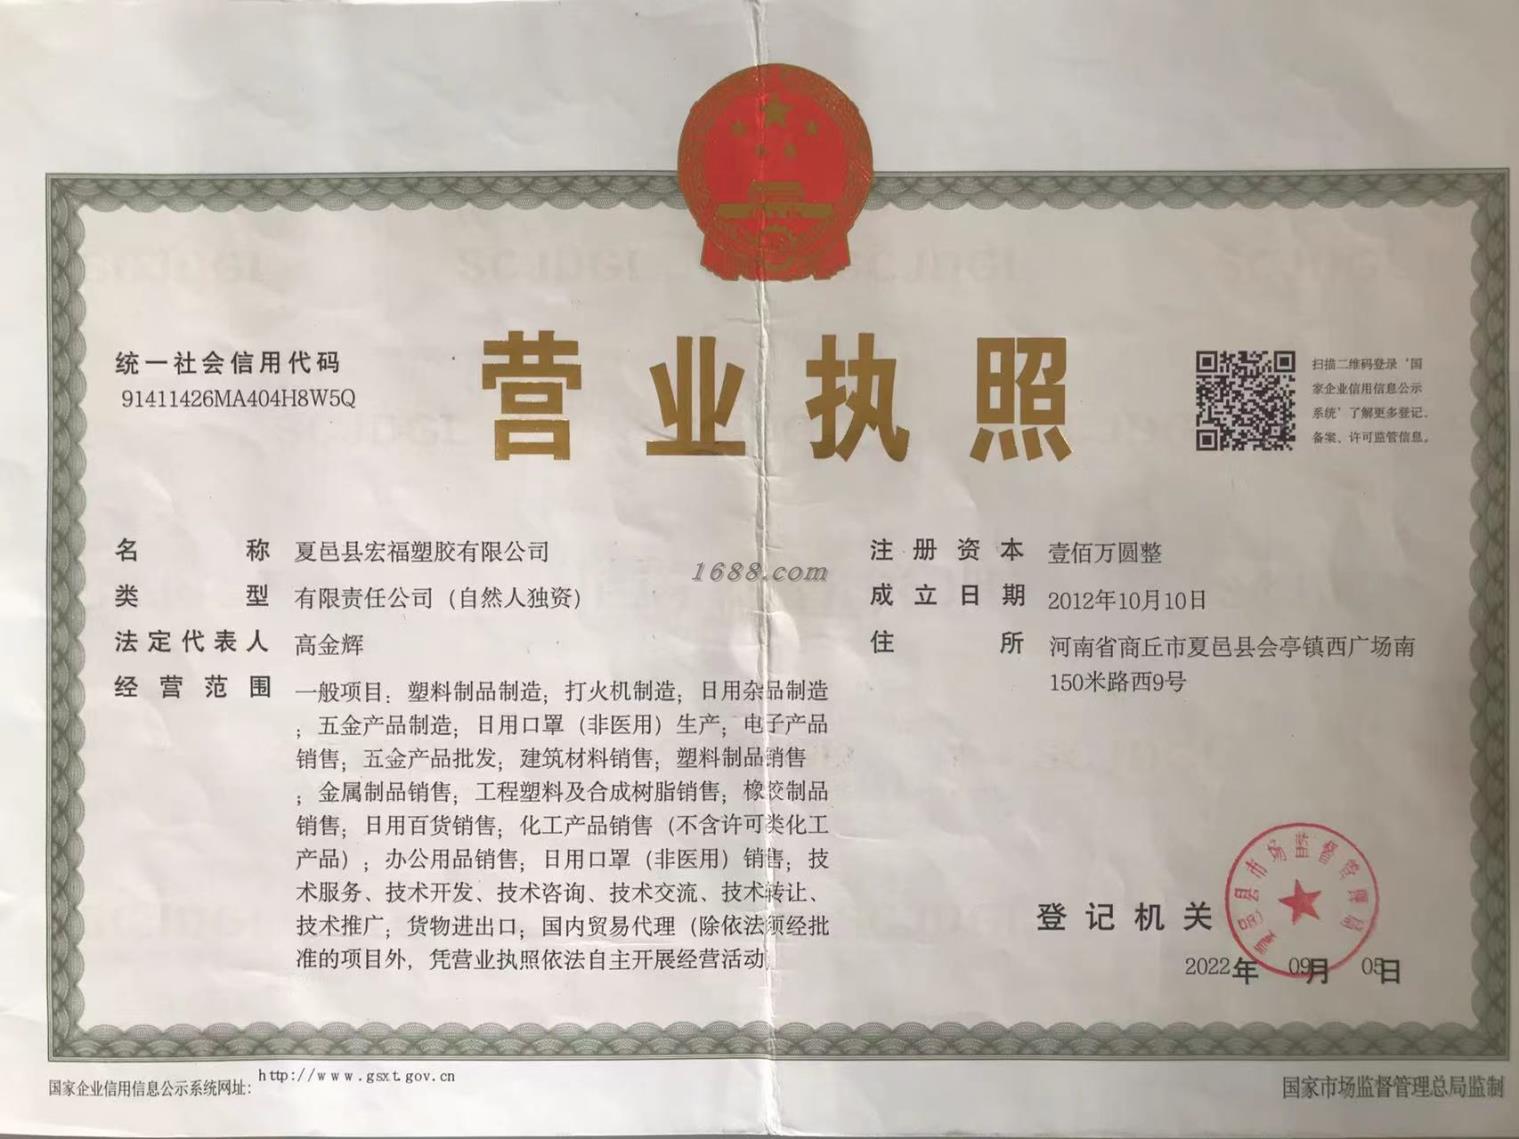 营业执照
统一社会信用代码
91411426MA404H8W5Q
扫描二维码登录‘国
家企业信用信息公示
系统’了解更多登记、
备案、许可监管信息。
名称 夏邑县宏福塑胶有限公司
类型 有限责任公司（自然人独资）
法定代表人 高金辉
经营范围 一般项目：塑料制品制造；打火机制造；日用杂品制造
；五金产品制造；日用口罩（非医用）生产；电子产品
销售；五金产品批发；建筑材料销售；塑料制品销售
；金属制品销售；工程塑料及合成树脂销售；橡胶制品
销售；日用百货销售；化工产品销售（不含许可类化工
产品）；办公用品销售；日用口罩（非医用）销售；技
术服务、技术开发、技术咨询、技术交流、技术转让、
技术推广；货物进出口；国内贸易代理（除依法须经批
准的项目外，凭营业执照依法自主开展经营活动
注册资本 壹佰万圆整
成立日期 2012年10月10日
住所 河南省商丘市夏邑县会亭镇西广场南
150米路西9号
1688.com
登记机关
夏邑县市场监督管理局
2022年09月05日
国家企业信用信息公示系统网址：http://www.gsxt.gov.cn
国家市场监督管理总局监制